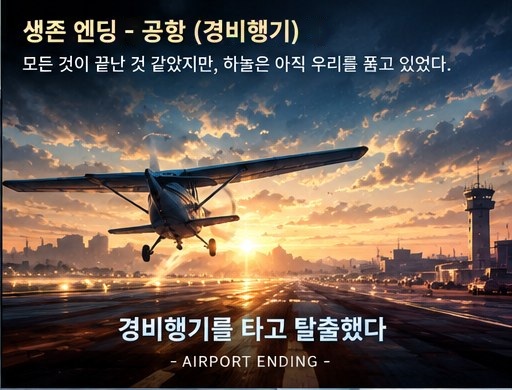 생존 엔딩 - 공항 (경비행기)
모든 것이 끝난 것 같았지만, 하늘은 아직 우리를 품고 있었다.
경비행기를 타고 탈출했다
- AIRPORT ENDING -